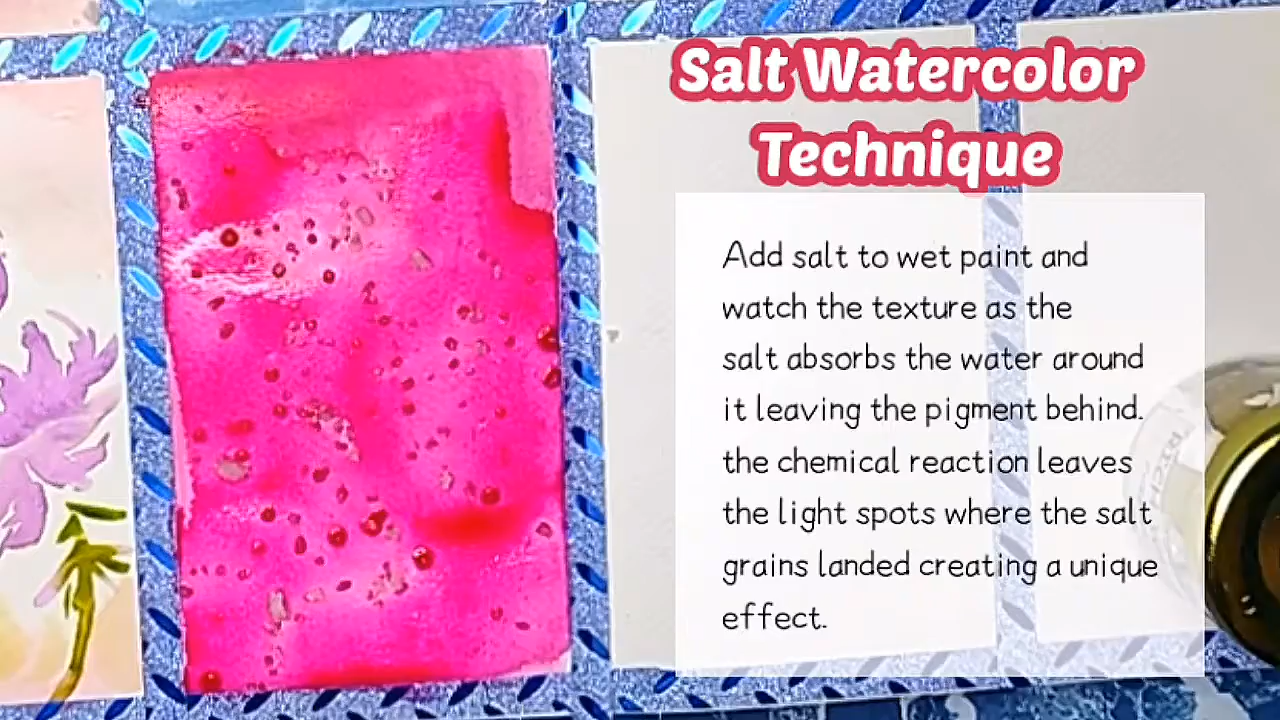 Salt Watercolor
Technique
Add salt to wet paint and
watch the texture as the
salt absorbs the water around
it leaving the pigment behind.
the chemical reaction leaves
the light spots where the salt
grains landed creating a unique
effect.